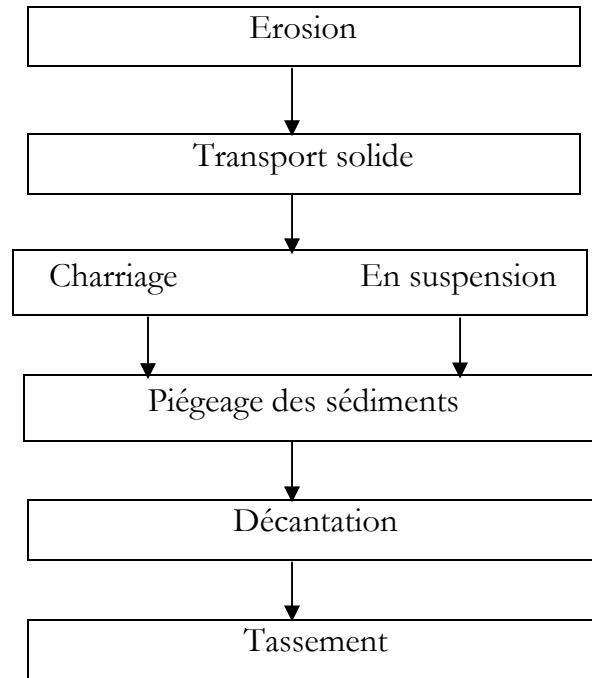 Erosion
Transport solide
Charriage En suspension
Piégeage des sédiments
Décantation
Tassement